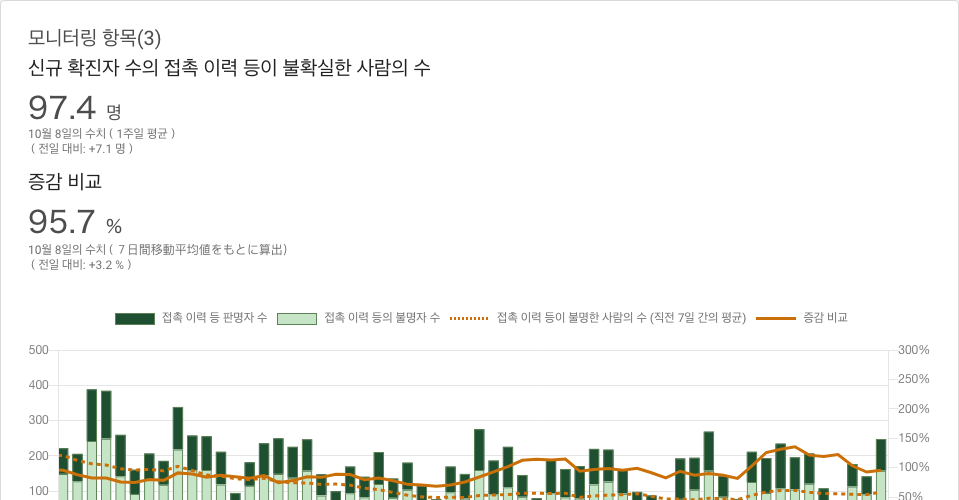 모니터링 항목(3)
신규 확진자 수의 접촉 이력 등이 불확실한 사람의 수
97.4 명
10월 8일의 수치 ( 1주일 평균 )
( 전일 대비: +7.1 명 )
증감 비교
95.7 %
10월 8일의 수치 ( 7日間移動平均値をもとに算出)
( 전일 대비: +3.2 % )
접촉 이력 등 판명자 수 접촉 이력 등의 불명자 수 접촉 이력 등이 불명한 사람의 수 (직전 7일 간의 평균) 증감 비교
500 300%
400 250%
300 200%
200 150%
100 100%
50%